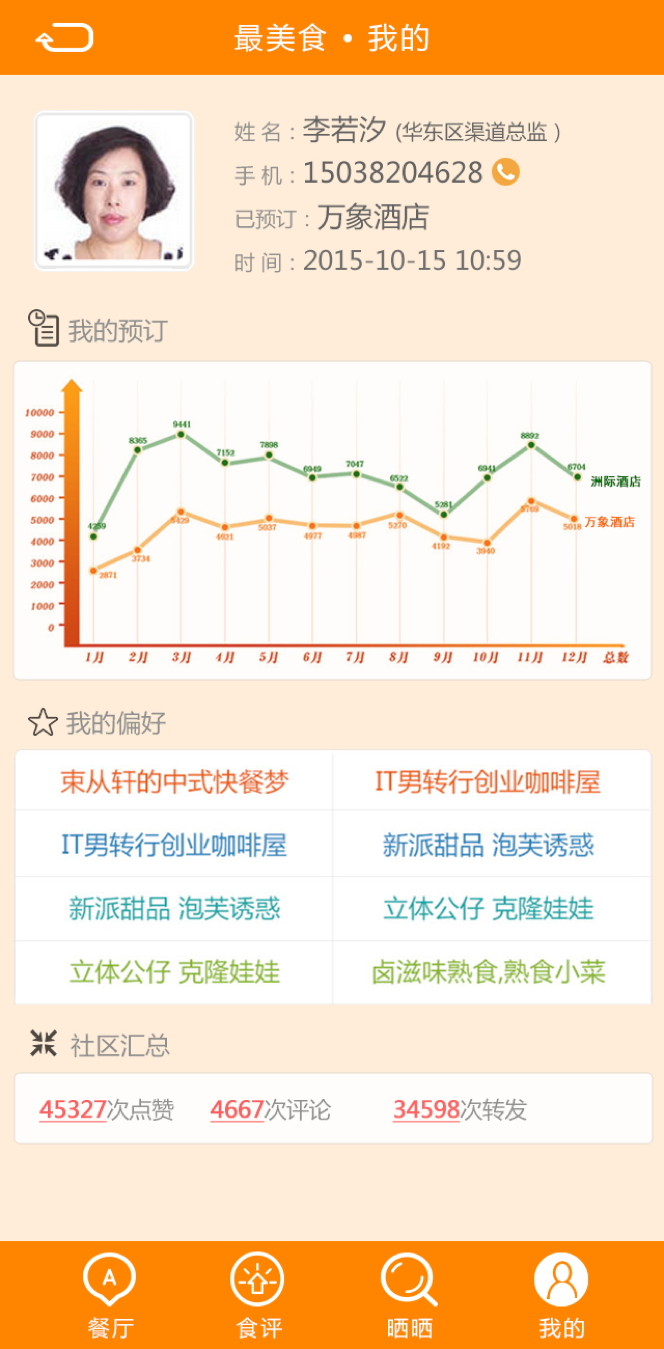 最美食 • 我的
姓 名 : 李若汐 (华东区渠道总监 )
手 机 : 15038204628
已预订 : 万象酒店
时 间 : 2015-10-15 10:59
我的预订
10000
9000
8000
7000
6000
5000
4000
3000
2000
1000
0
4259 8365 9441 7152 7898 6949 7047 6522 5281 6941 8892 6704 洲际酒店
2871 3734 5429 4621 5037 4977 4987 5270 4192 3940 5769 5018 万象酒店
1月 2月 3月 4月 5月 6月 7月 8月 9月 10月 11月 12月 总数
我的偏好
束从轩的中式快餐梦 IT男转行创业咖啡屋
IT男转行创业咖啡屋 新派甜品 泡芙诱惑
新派甜品 泡芙诱惑 立体公仔 克隆娃娃
立体公仔 克隆娃娃 卤滋味熟食,熟食小菜
社区汇总
45327次点赞 4667次评论 34598次转发
A
餐厅 食评 晒晒 我的